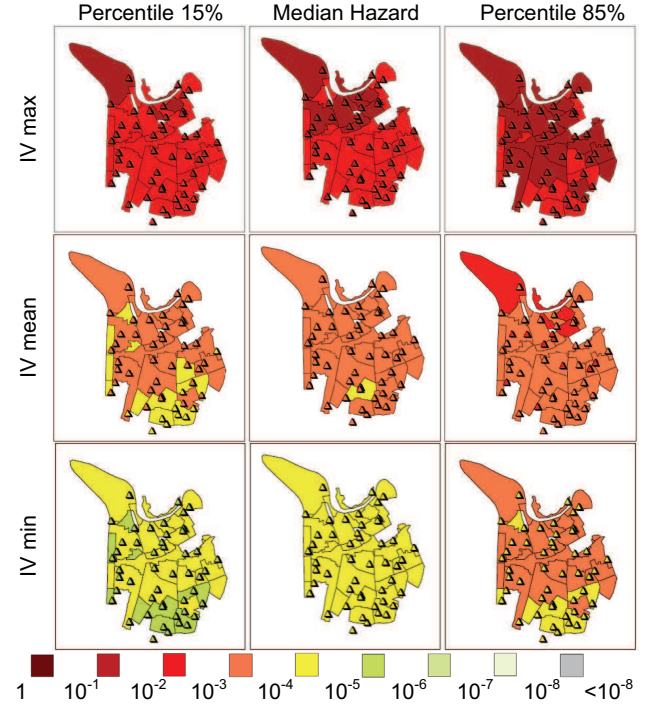 Percentile 15% Median Hazard Percentile 85%
IV max
IV mean
IV min
1 10⁻¹ 10⁻² 10⁻³ 10⁻⁴ 10⁻⁵ 10⁻⁶ 10⁻⁷ 10⁻⁸ <10⁻⁸